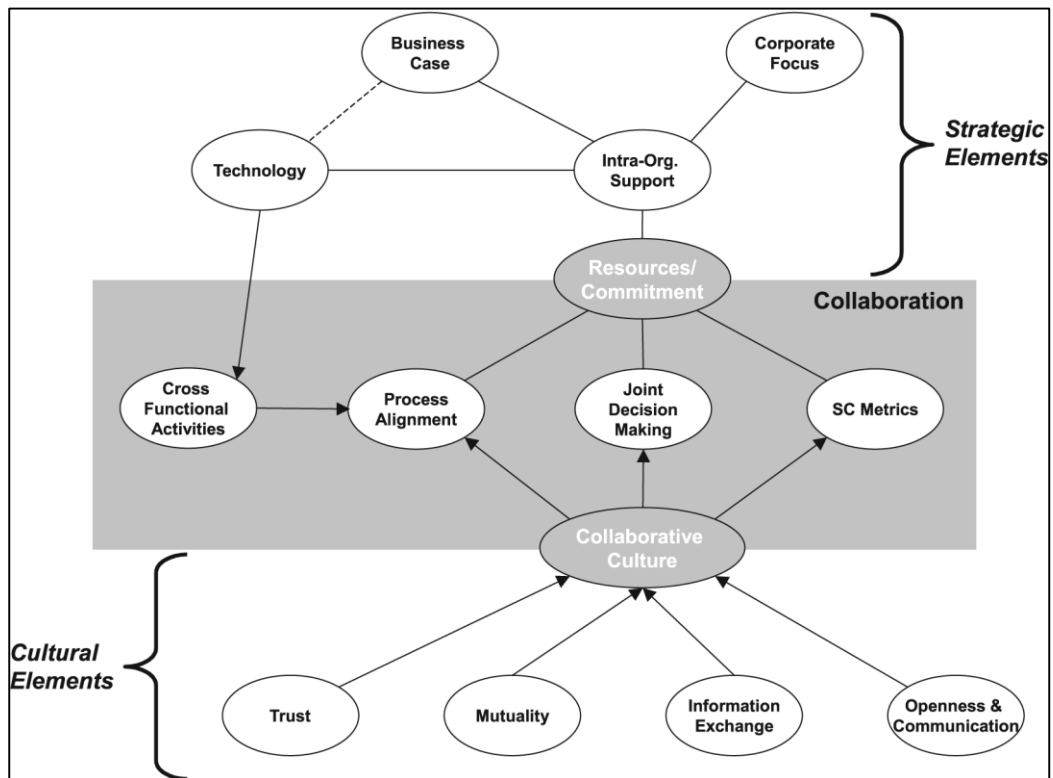 Business
Case
Corporate
Focus
Strategic
Elements
Technology
Intra-Org.
Support
Resources/
Commitment
Collaboration
Cross
Functional
Activities
Process
Alignment
Joint
Decision
Making
SC Metrics
Collaborative
Culture
Cultural
Elements
Trust
Mutuality
Information
Exchange
Openness &
Communication